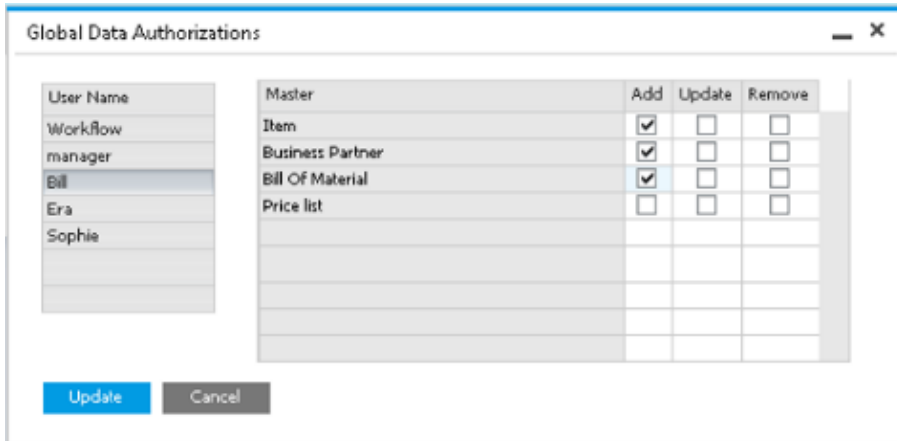 Global Data Authorizations
User Name
Workflow
manager
Bill
Era
Sophie
Master Add Update Remove
Item
Business Partner
Bill Of Material
Price list
Update Cancel